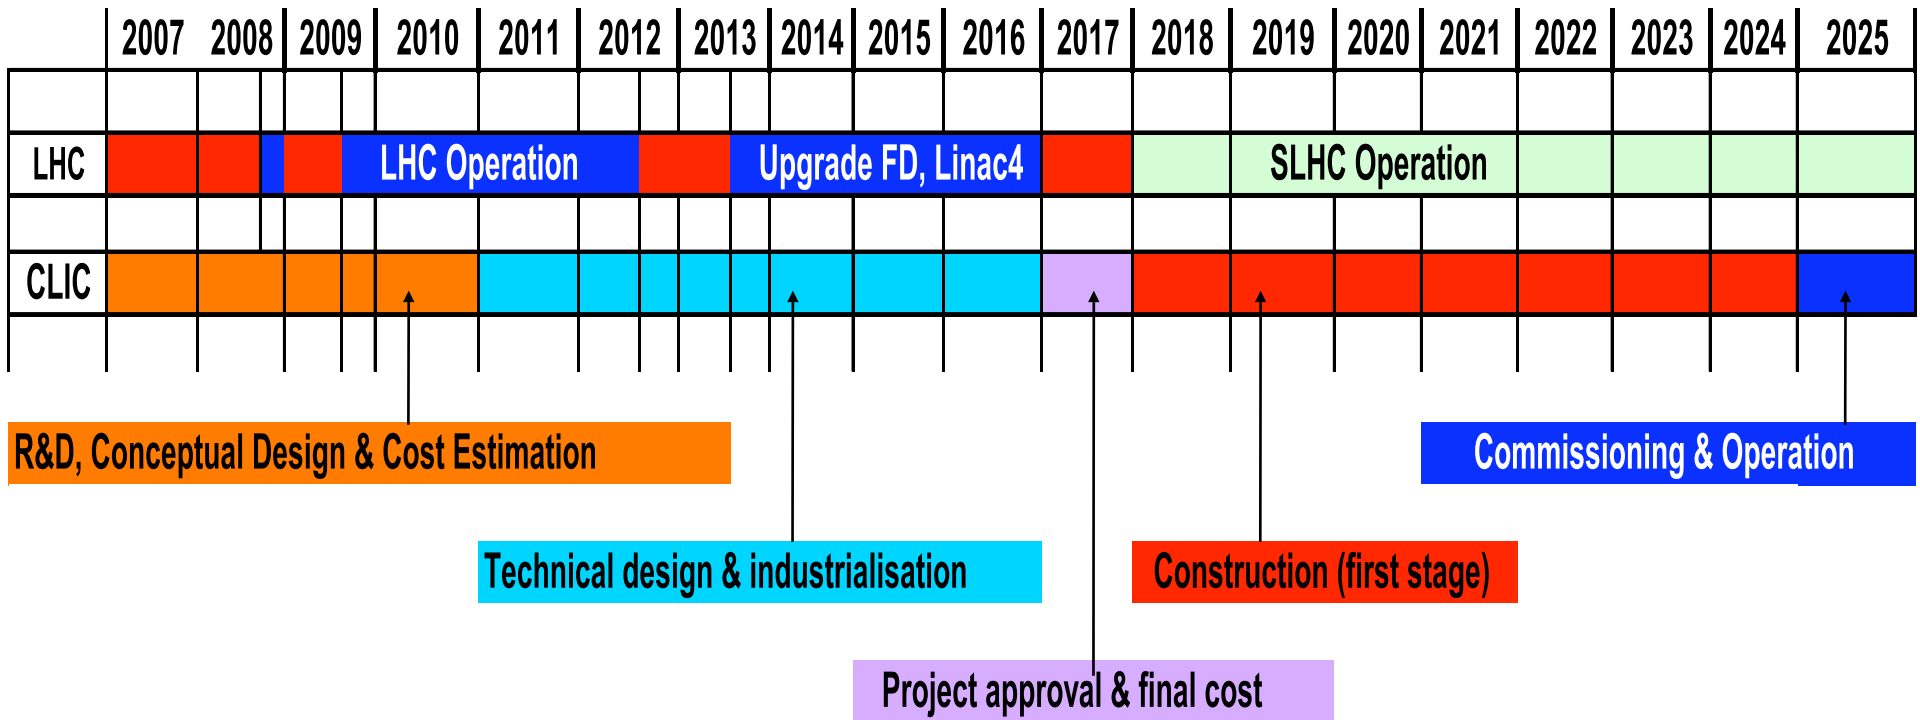 2007 2008 2009 2010 2011 2012 2013 2014 2015 2016 2017 2018 2019 2020 2021 2022 2023 2024 2025
LHC LHC Operation Upgrade FD, Linac4 SLHC Operation
CLIC
R&D, Conceptual Design & Cost Estimation Commissioning & Operation
Technical design & industrialisation Construction (first stage)
Project approval & final cost